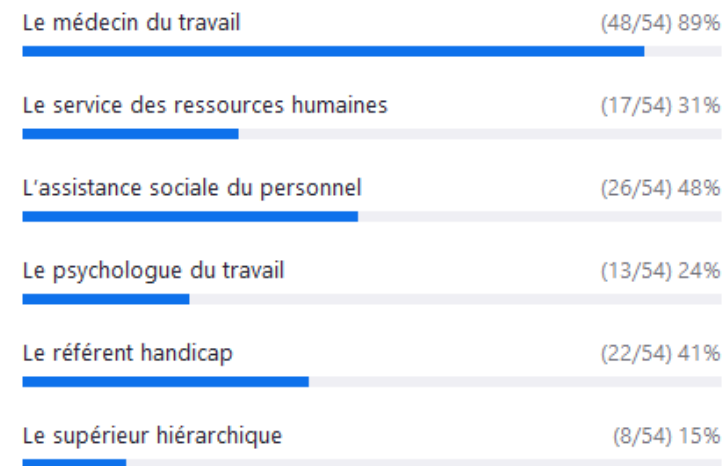 Le médecin du travail (48/54) 89%
Le service des ressources humaines (17/54) 31%
L'assistance sociale du personnel (26/54) 48%
Le psychologue du travail (13/54) 24%
Le référent handicap (22/54) 41%
Le supérieur hiérarchique (8/54) 15%